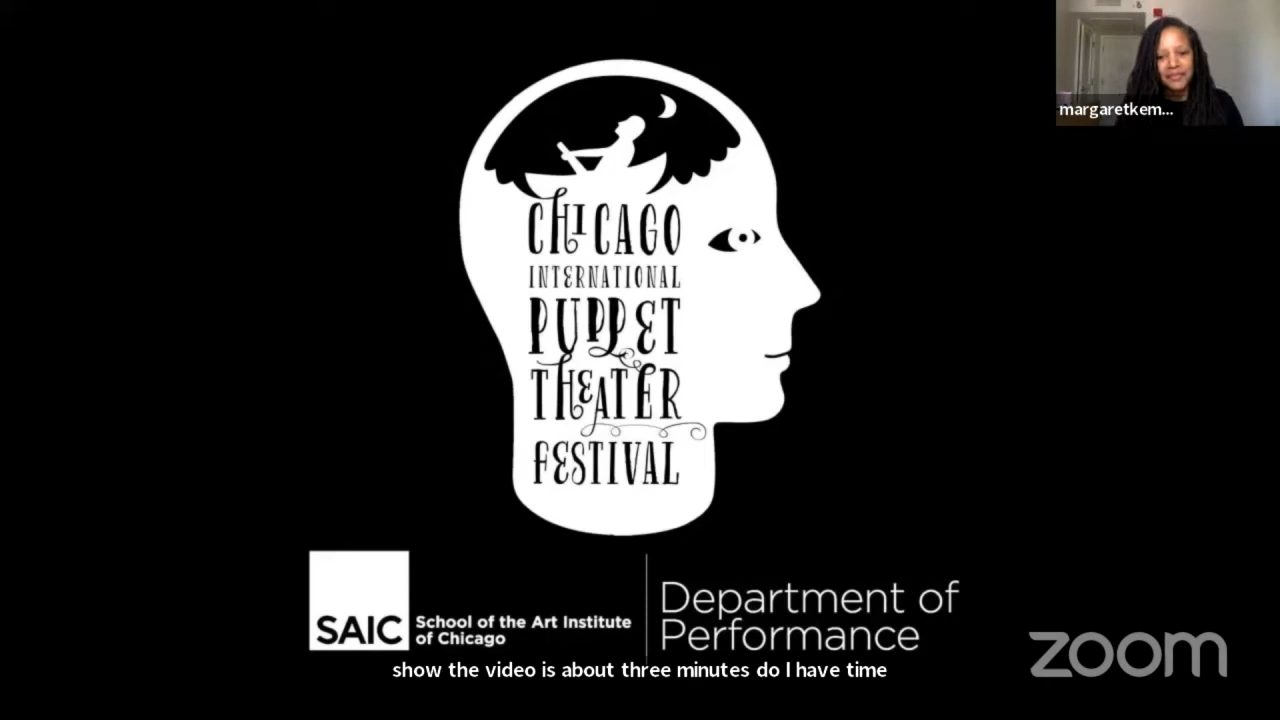 margaretkem...
CHICAGO
INTERNATIONAL
PUPPET
THEATER
FESTIVAL
SAIC
School of the Art Institute
of Chicago
Department of
Performance
show the video is about three minutes do I have time
zoom